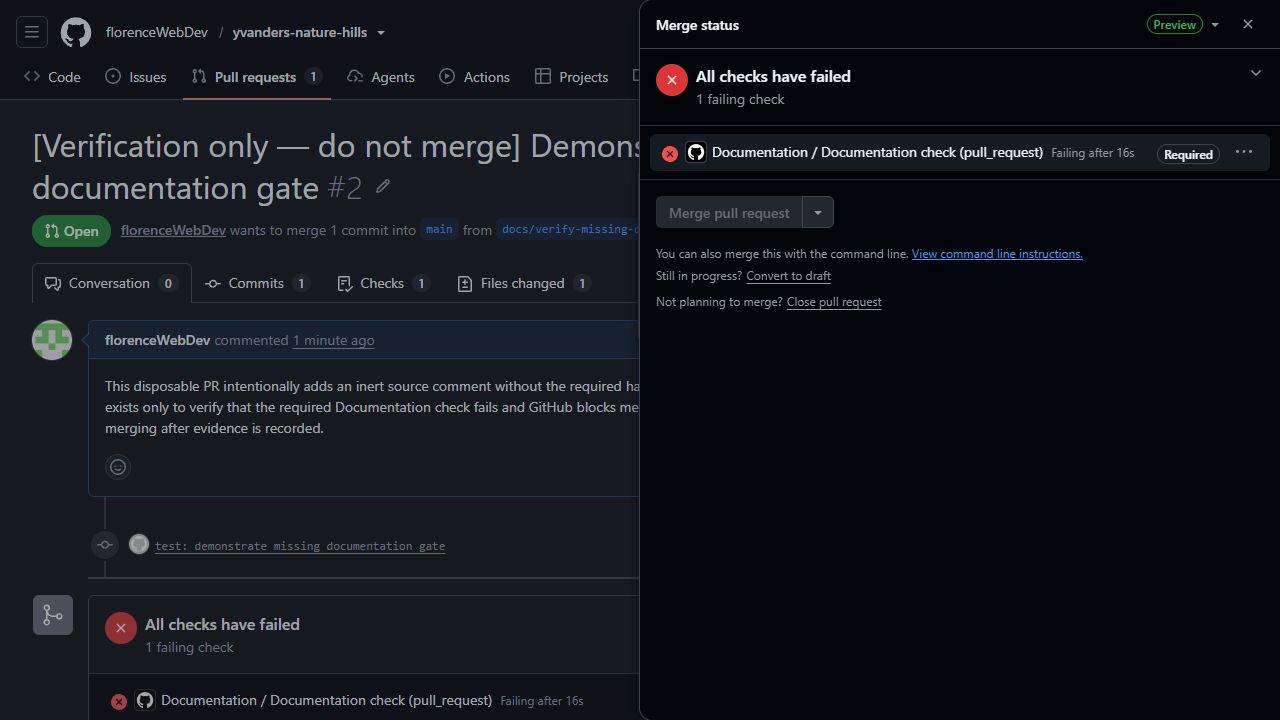 florenceWebDev / yvanders-nature-hills
Code Issues Pull requests 1 Agents Actions Projects
[Verification only — do not merge] Demons
documentation gate #2
Open florenceWebDev wants to merge 1 commit into main from docs/verify-missing-d
Conversation 0 Commits 1 Checks 1 Files changed 1
florenceWebDev commented 1 minute ago
This disposable PR intentionally adds an inert source comment without the required ha
exists only to verify that the required Documentation check fails and GitHub blocks me
merging after evidence is recorded.
test: demonstrate missing documentation gate
All checks have failed
1 failing check
Documentation / Documentation check (pull_request) Failing after 16s
Merge status Preview
All checks have failed
1 failing check
Documentation / Documentation check (pull_request) Failing after 16s Required
Merge pull request
You can also merge this with the command line. View command line instructions.
Still in progress? Convert to draft
Not planning to merge? Close pull request